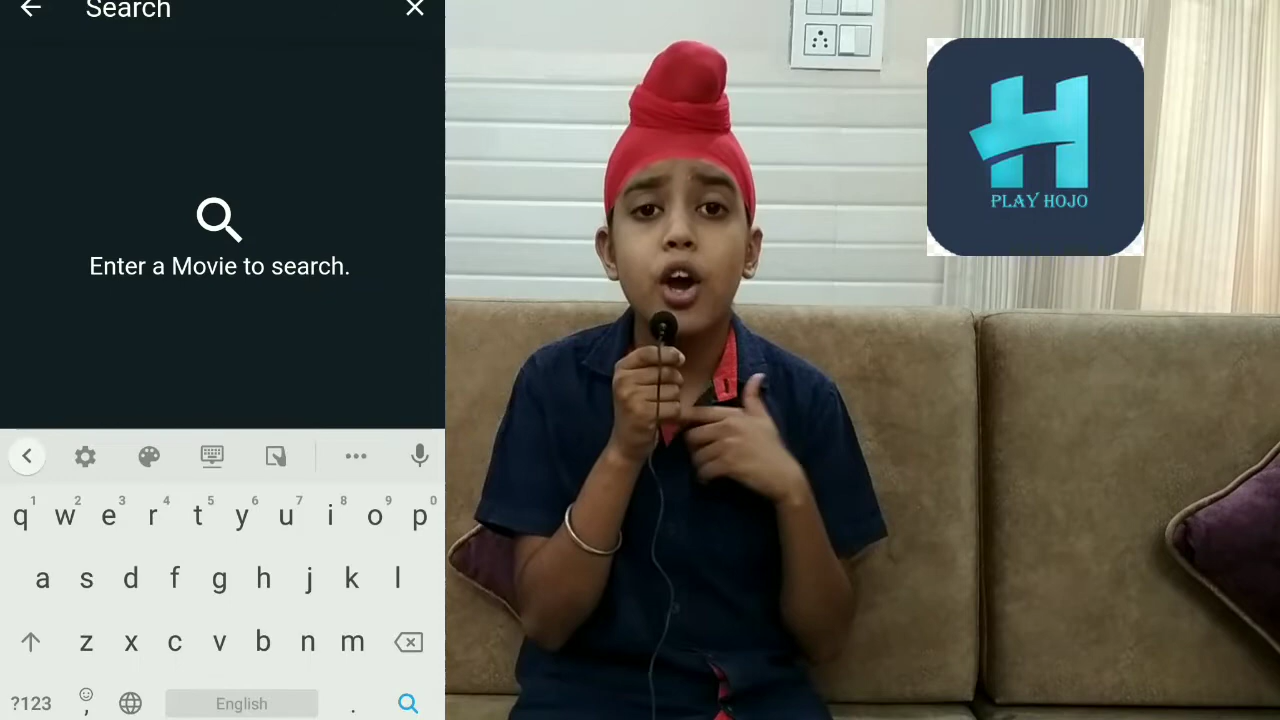 Search
Enter a Movie to search.
PLAY HOJO
1 2 3 4 5 6 7 8 9 0
q w e r t y u i o p
a s d f g h j k l
z x c v b n m
?123 , English .